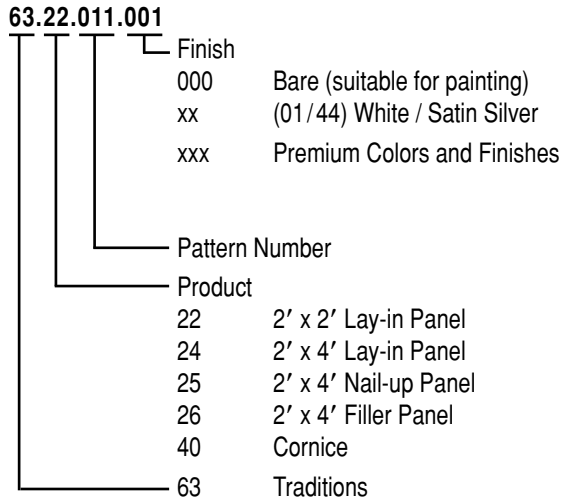 63.22.011.001
Finish
000 Bare (suitable for painting)
xx (01/44) White / Satin Silver
xxx Premium Colors and Finishes
Pattern Number
Product
22 2′ x 2′ Lay-in Panel
24 2′ x 4′ Lay-in Panel
25 2′ x 4′ Nail-up Panel
26 2′ x 4′ Filler Panel
40 Cornice
63 Traditions